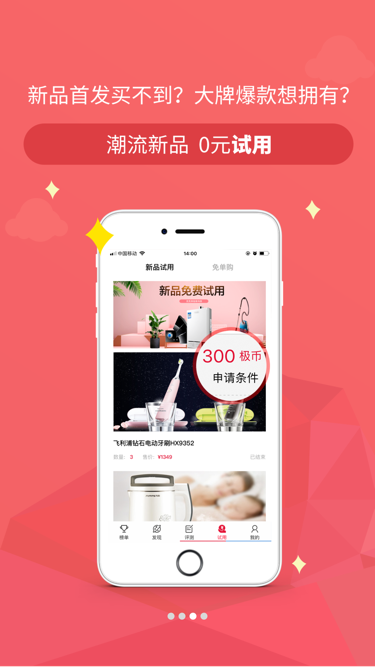 新品首发买不到？大牌爆款想拥有？
潮流新品 0元试用
中国移动
14:00
新品试用
免单购
新品免费试用
300 极币
申请条件
飞利浦钻石电动牙刷HX9352
数量：3 售价：¥1349
已结束
榜单
发现
评测
试用
我的